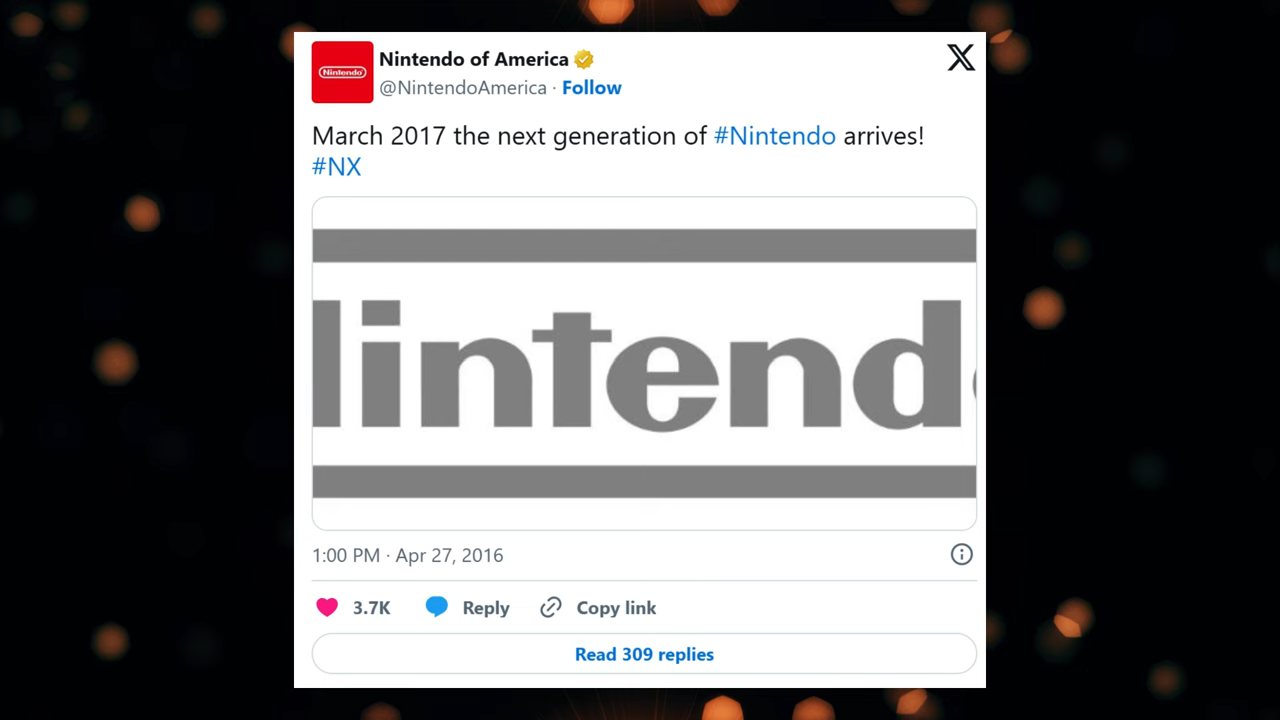 Nintendo
Nintendo of America
@NintendoAmerica · Follow
March 2017 the next generation of #Nintendo arrives!
#NX
lintend
1:00 PM · Apr 27, 2016
3.7K Reply Copy link
Read 309 replies